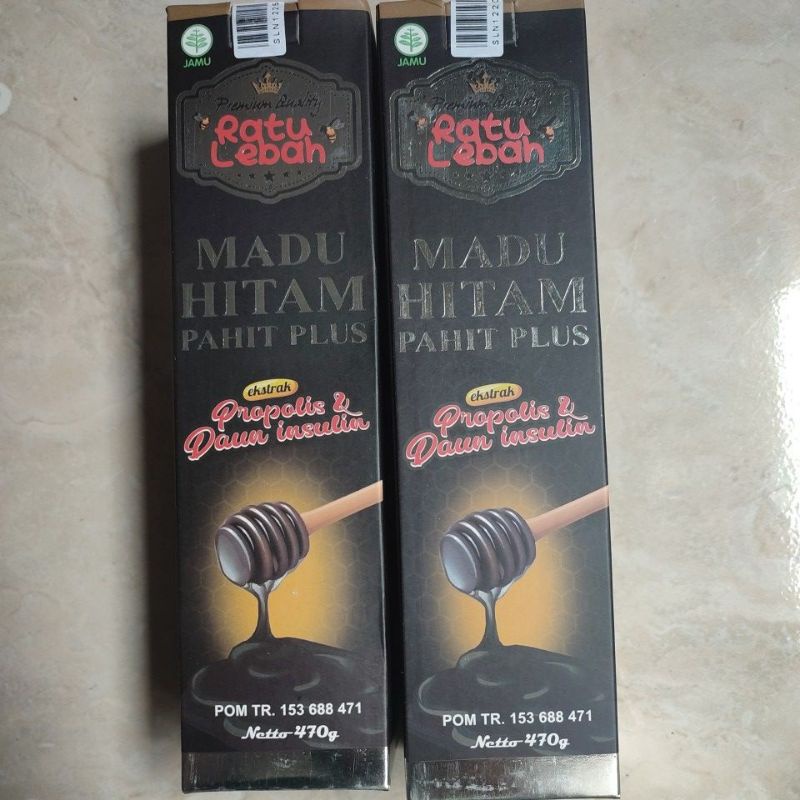 SLN1225
JAMU
Premium Quality
Ratu
Lebah
MADU
HITAM
PAHIT PLUS
ekstrak
Propolis &
Daun insulin
POM TR. 153 688 471
Netto 470g
SLN1220
JAMU
Premium Quality
Ratu
Lebah
MADU
HITAM
PAHIT PLUS
ekstrak
Propolis &
Daun insulin
POM TR. 153 688 471
Netto 470g